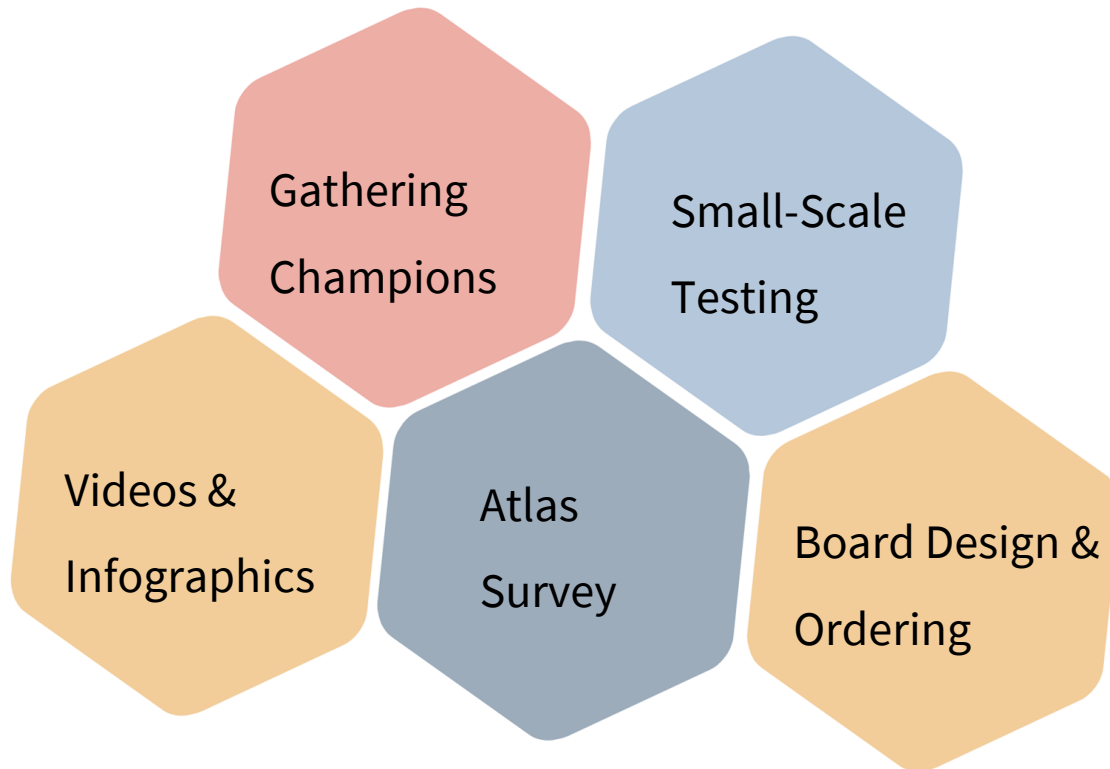 Gathering
Champions
Small-Scale
Testing
Videos &
Infographics
Atlas
Survey
Board Design &
Ordering